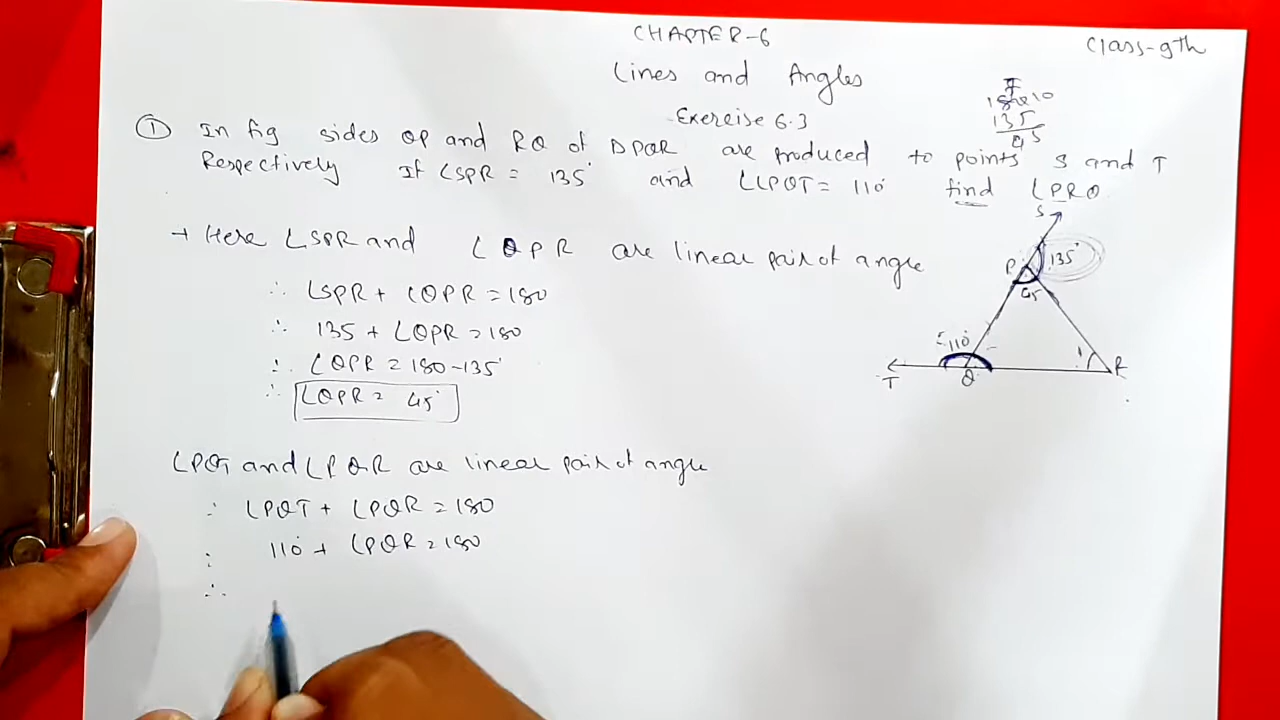 CHAPTER-6
Class-9th
Lines and Angles
Exercise 6.3
135
45
① In fig sides QP and RQ of ΔPQR are produced to points S and T
Respectively If ∠SPR = 135° and ∠∠PQT = 110° find ∠PRQ.
→ Here ∠SPR and ∠QPR are linear pair of angle
∴ ∠SPR + ∠QPR = 180
∴ 135 + ∠QPR = 180
∴ ∠QPR = 180-135°
∴ ∠QPR = 45°
S
P
135°
45
110°
T
Q
R
∠PQT and ∠PQR are linear pair of angle
∴ ∠PQT + ∠PQR = 180
∴ 110° + ∠PQR = 180
∴